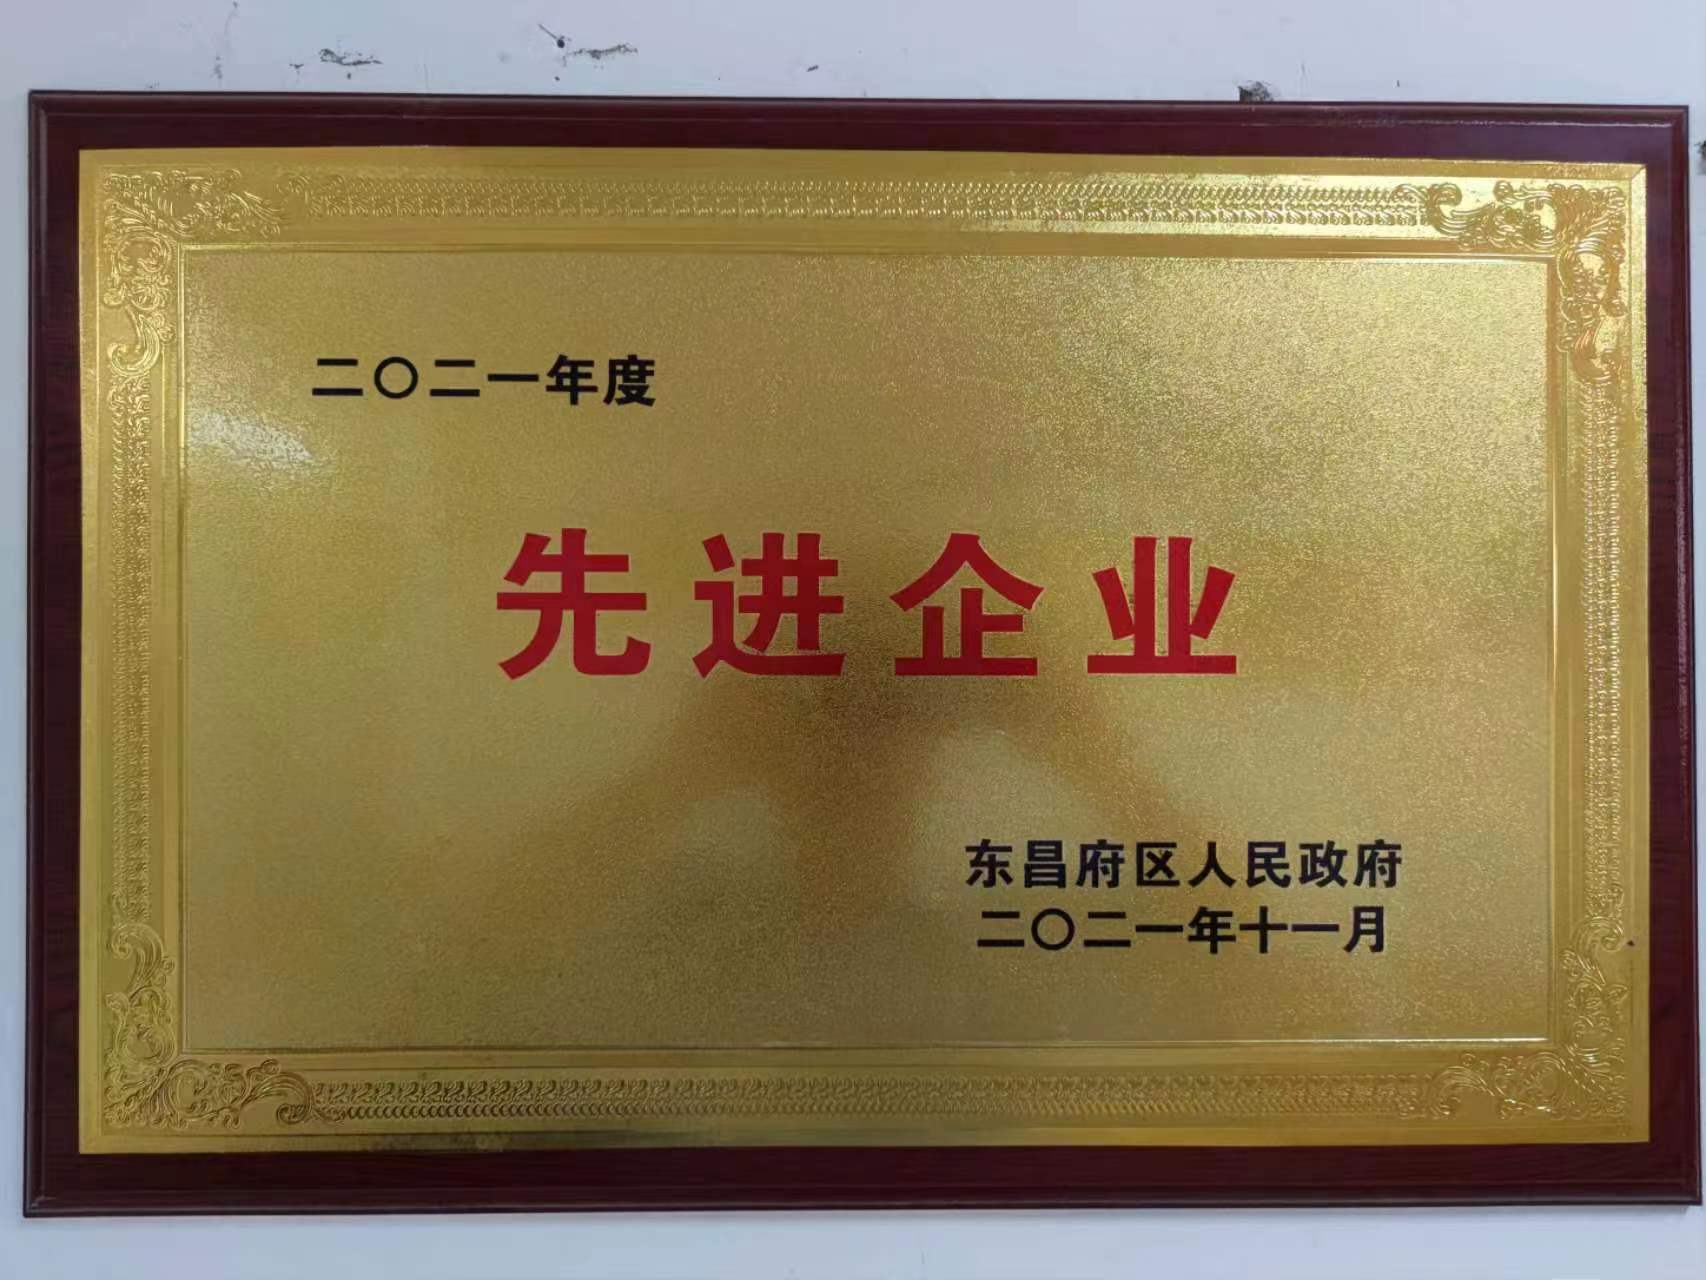 二〇二一年度
先进企业
东昌府区人民政府
二〇二一年十一月